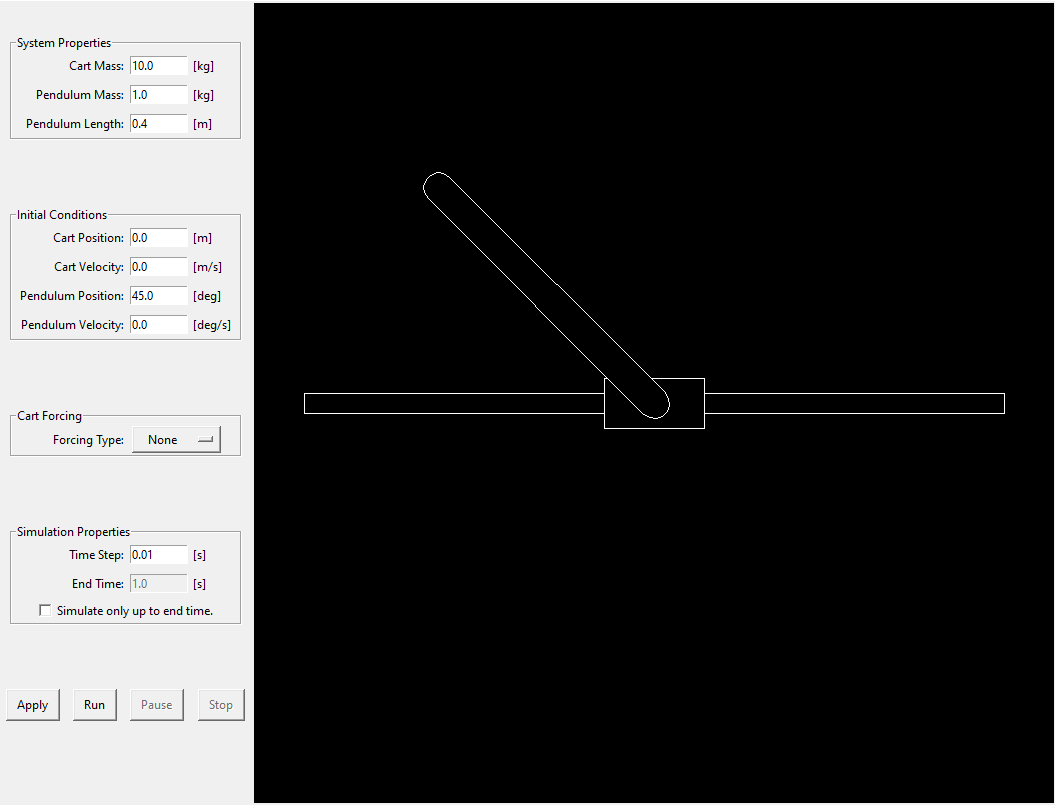 System Properties
Cart Mass: 10.0 [kg]
Pendulum Mass: 1.0 [kg]
Pendulum Length: 0.4 [m]
Initial Conditions
Cart Position: 0.0 [m]
Cart Velocity: 0.0 [m/s]
Pendulum Position: 45.0 [deg]
Pendulum Velocity: 0.0 [deg/s]
Cart Forcing
Forcing Type: None
Simulation Properties
Time Step: 0.01 [s]
End Time: 1.0 [s]
Simulate only up to end time.
Apply Run Pause Stop